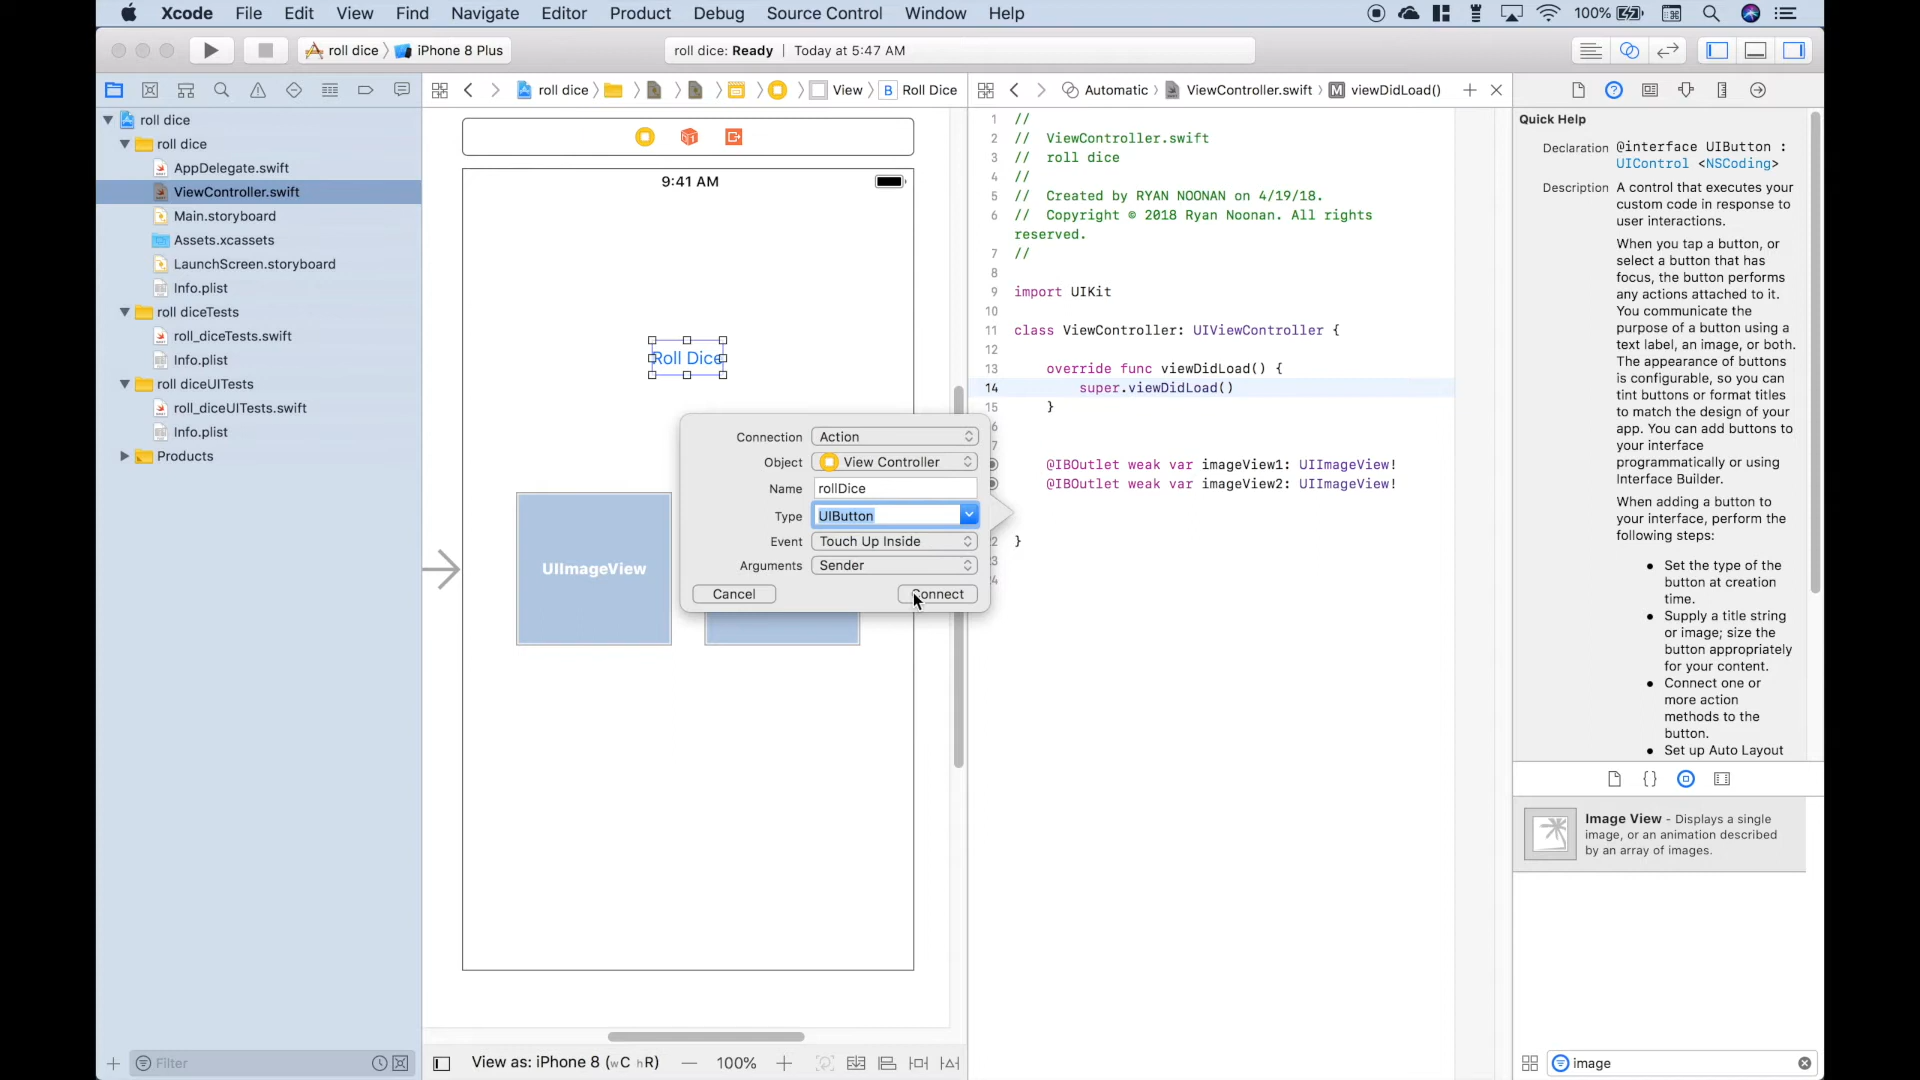 Xcode File Edit View Find Navigate Editor Product Debug Source Control Window Help 100%
roll dice iPhone 8 Plus
roll dice: Ready | Today at 5:47 AM
roll dice View B Roll Dice
Automatic ViewController.swift M viewDidLoad()
roll dice
roll dice
AppDelegate.swift
ViewController.swift
Main.storyboard
Assets.xcassets
LaunchScreen.storyboard
Info.plist
roll diceTests
roll_diceTests.swift
Info.plist
roll diceUITests
roll_diceUITests.swift
Info.plist
Products
Filter
9:41 AM
Roll Dice
UIImageView
Connection Action
Object View Controller
Name rollDice
Type UIButton
Event Touch Up Inside
Arguments Sender
Cancel Connect
View as: iPhone 8 (wC hR) — 100% +
1 //
2 // ViewController.swift
3 // roll dice
4 //
5 // Created by RYAN NOONAN on 4/19/18.
6 // Copyright © 2018 Ryan Noonan. All rights
reserved.
7 //
8
9 import UIKit
10
11 class ViewController: UIViewController {
12
13 override func viewDidLoad() {
14 super.viewDidLoad()
15 }
6
7
@IBOutlet weak var imageView1: UIImageView!
@IBOutlet weak var imageView2: UIImageView!
2 }
3
4
Quick Help
Declaration @interface UIButton :
UIControl <NSCoding>
Description A control that executes your
custom code in response to
user interactions.
When you tap a button, or
select a button that has
focus, the button performs
any actions attached to it.
You communicate the
purpose of a button using a
text label, an image, or both.
The appearance of buttons
is configurable, so you can
tint buttons or format titles
to match the design of your
app. You can add buttons to
your interface
programmatically or using
Interface Builder.
When adding a button to
your interface, perform the
following steps:
• Set the type of the
button at creation
time.
• Supply a title string
or image; size the
button appropriately
for your content.
• Connect one or
more action
methods to the
button.
• Set up Auto Layout
{}
Image View - Displays a single
image, or an animation described
by an array of images.
image